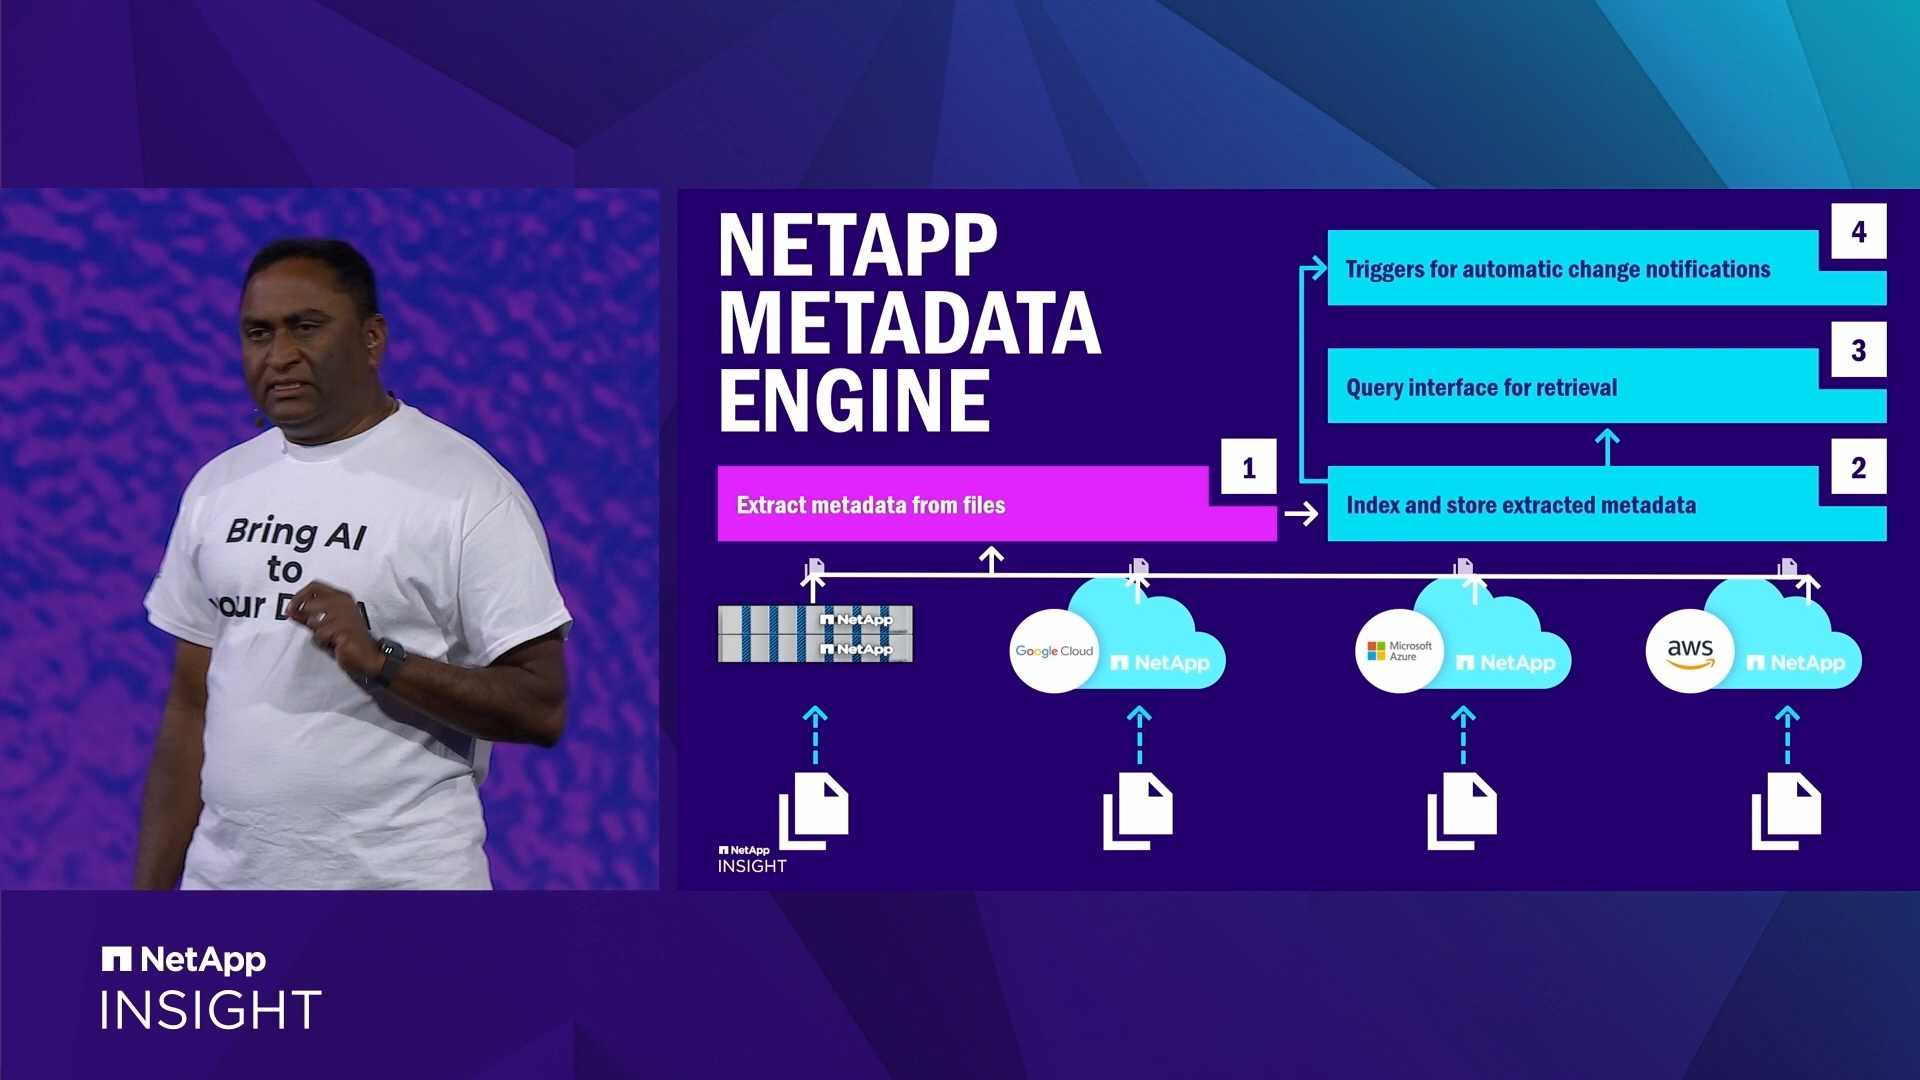 Bring AI
to
your
NETAPP
METADATA
ENGINE
4
Triggers for automatic change notifications
3
Query interface for retrieval
1
Extract metadata from files
2
Index and store extracted metadata
NetApp
NetApp
Google Cloud
NetApp
Microsoft
Azure
NetApp
aws
NetApp
NetApp
INSIGHT
NetApp
INSIGHT